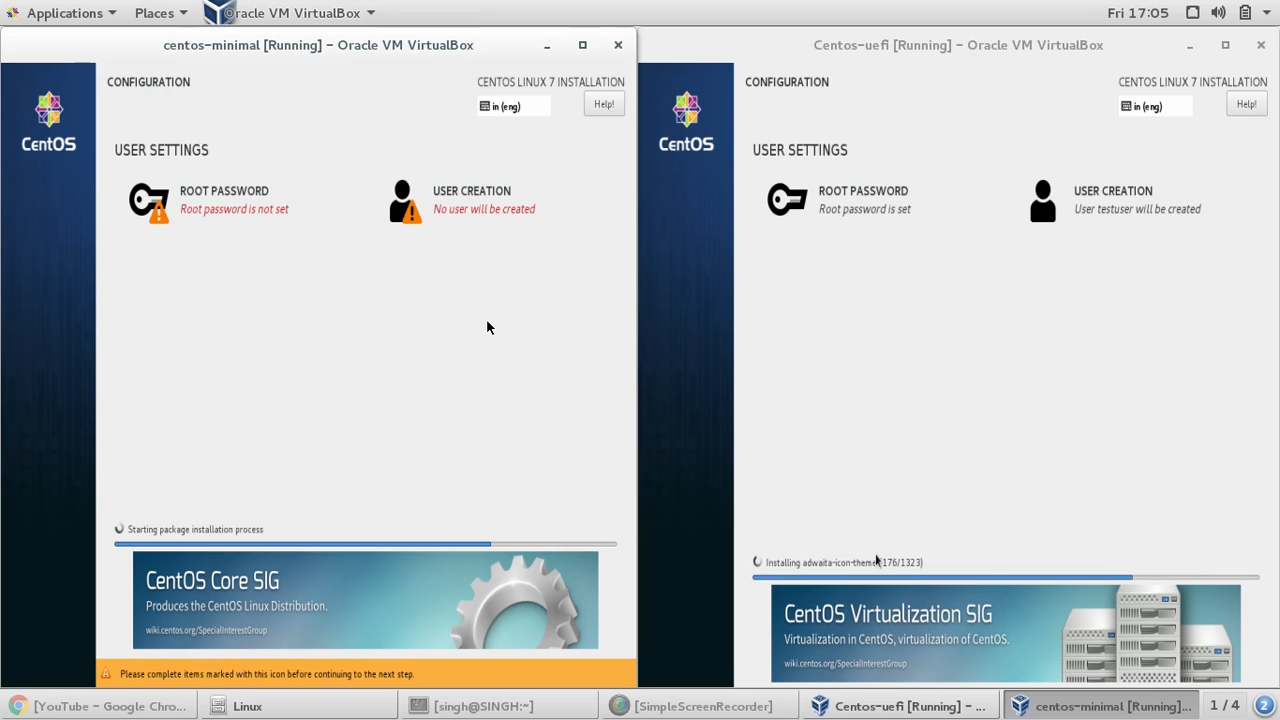 Applications
Places
Oracle VM VirtualBox
Fri 17:05
centos-minimal [Running] – Oracle VM VirtualBox
CONFIGURATION
CENTOS LINUX 7 INSTALLATION
in (eng)
Help!
CentOS
USER SETTINGS
ROOT PASSWORD
Root password is not set
USER CREATION
No user will be created
Starting package installation process
CentOS Core SIG
Produces the CentOS Linux Distribution.
wiki.centos.org/SpecialInterestGroup
Please complete items marked with this icon before continuing to the next step.
Centos-uefi [Running] – Oracle VM VirtualBox
CONFIGURATION
CENTOS LINUX 7 INSTALLATION
in (eng)
Help!
CentOS
USER SETTINGS
ROOT PASSWORD
Root password is set
USER CREATION
User testuser will be created
Installing adwaita-icon-theme (176/1323)
CentOS Virtualization SIG
Virtualization in CentOS, virtualization of CentOS.
wiki.centos.org/SpecialInterestGroup
[YouTube – Google Chro...
Linux
[singh@SINGH:~]
[SimpleScreenRecorder]
Centos-uefi [Running] – ...
centos-minimal [Running]...
1 / 4
2